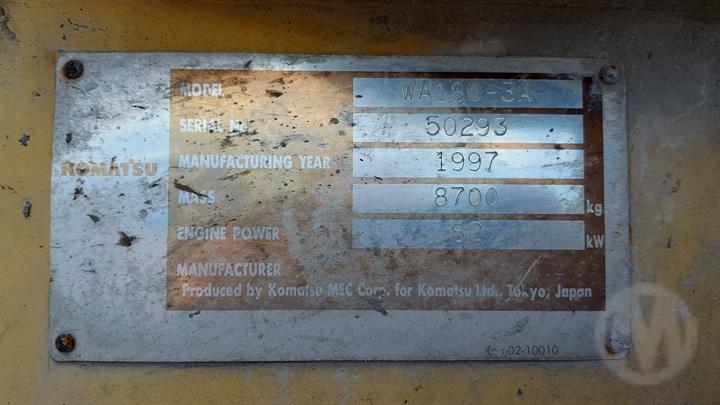 MODEL WA180-3A
SERIAL No. 50293
KOMATSU
MANUFACTURING YEAR 1997
MASS 8700 kg
ENGINE POWER 82 kW
MANUFACTURER
Produced by Komatsu MEC Corp. for Komatsu Ltd., Tokyo, Japan
602-10010